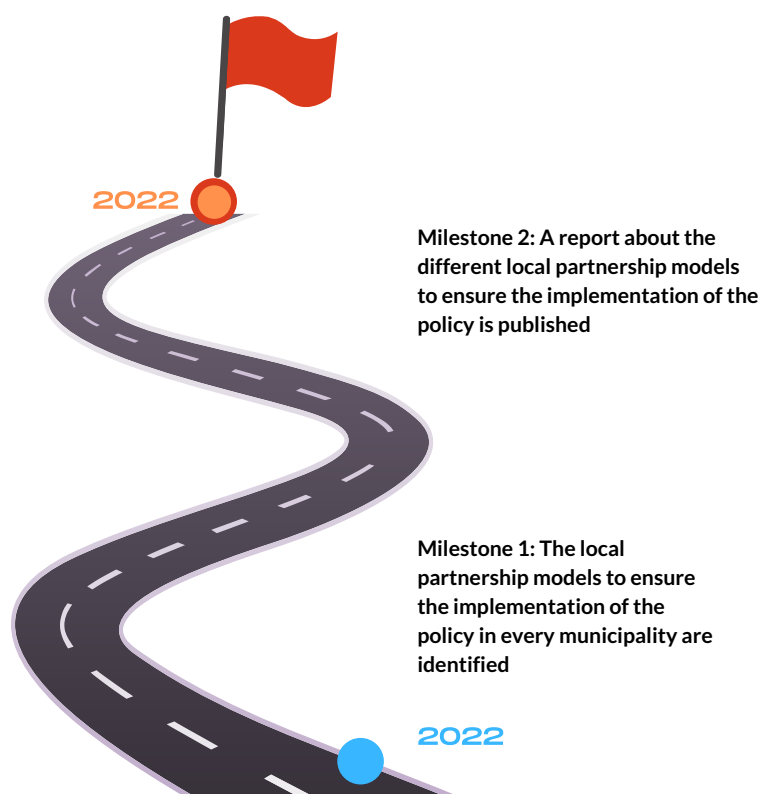 2022
Milestone 2: A report about the
different local partnership models
to ensure the implementation of the
policy is published
Milestone 1: The local
partnership models to ensure
the implementation of the
policy in every municipality are
identified
2022